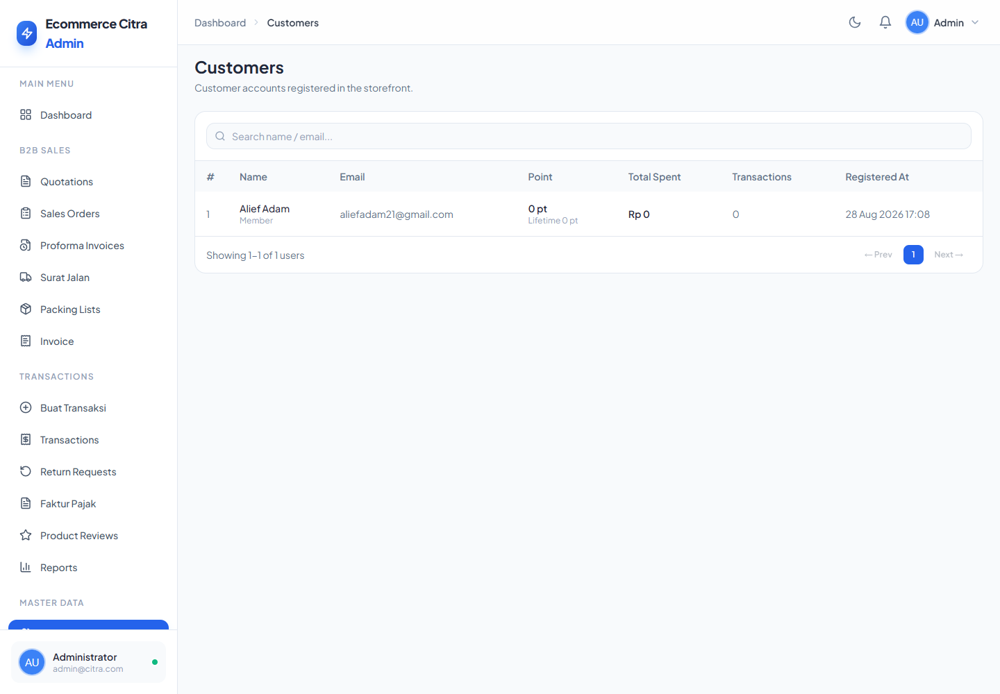 Ecommerce Citra
Admin
MAIN MENU
Dashboard
B2B SALES
Quotations
Sales Orders
Proforma Invoices
Surat Jalan
Packing Lists
Invoice
TRANSACTIONS
Buat Transaksi
Transactions
Return Requests
Faktur Pajak
Product Reviews
Reports
MASTER DATA
AU
Administrator
admin@citra.com
Dashboard Customers
AU Admin
Customers
Customer accounts registered in the storefront.
Search name / email...
# Name Email Point Total Spent Transactions Registered At
1 Alief Adam aliefadam21@gmail.com 0 pt Rp 0 0 28 Aug 2026 17:08
Member Lifetime 0 pt
Showing 1–1 of 1 users
← Prev 1 Next →